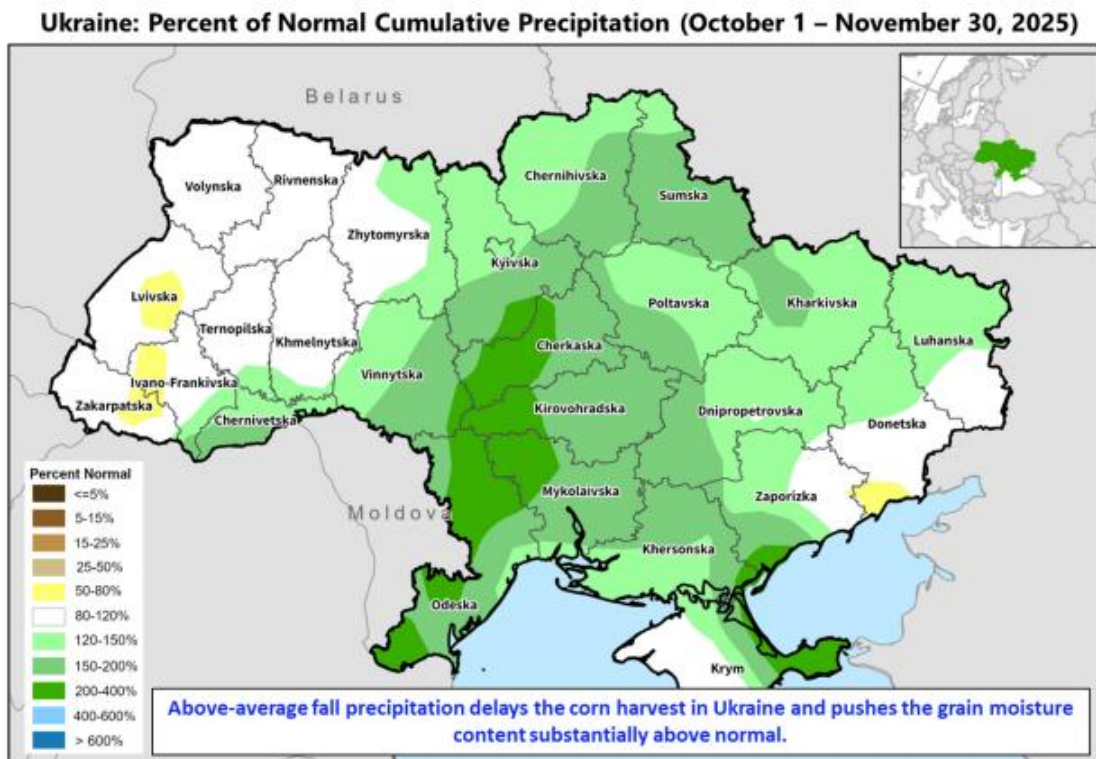 Ukraine: Percent of Normal Cumulative Precipitation (October 1 – November 30, 2025)
Belarus
Volynska
Rivnenska
Chernihivska
Sumska
Zhytomyrska
Kyivska
Lvivska
Ternopilska
Khmelnytska
Poltavska
Kharkivska
Luhanska
Cherkaska
Vinnytska
Ivano-Frankivska
Zakarpatska
Chernivetska
Kirovohradska
Dnipropetrovska
Donetska
Moldova
Mykolaivska
Zaporizka
Khersonska
Odeska
Krym
Percent Normal
<=5%
5-15%
15-25%
25-50%
50-80%
80-120%
120-150%
150-200%
200-400%
400-600%
> 600%
Above-average fall precipitation delays the corn harvest in Ukraine and pushes the grain moisture
content substantially above normal.